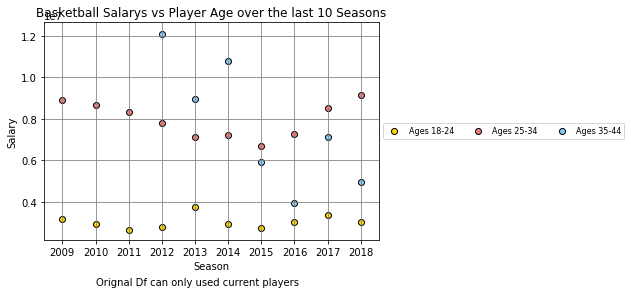 Basketball Salarys vs Player Age over the last 10 Seasons
1e7
1.2
1.0
0.8
0.6
0.4
Salary
2009 2010 2011 2012 2013 2014 2015 2016 2017 2018
Season
Orignal Df can only used current players
Ages 18-24 Ages 25-34 Ages 35-44